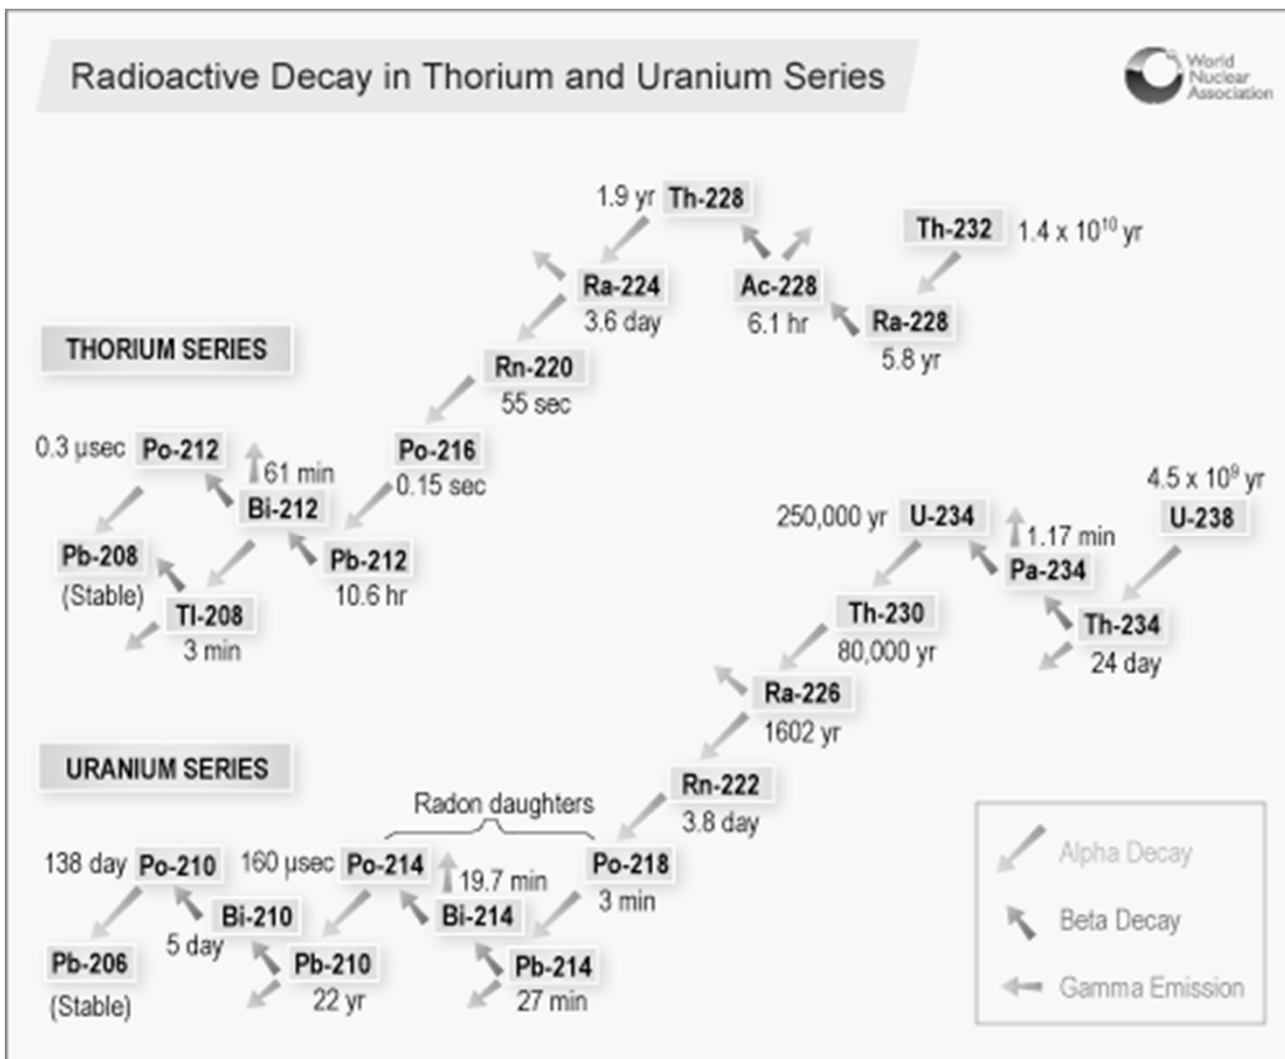 Radioactive Decay in Thorium and Uranium Series
World
Nuclear
Association
1.9 yr Th-228
Th-232 1.4 x 10¹⁰ yr
Ra-224
3.6 day
Ac-228
6.1 hr
Ra-228
5.8 yr
THORIUM SERIES
Rn-220
55 sec
0.3 µsec Po-212
61 min
Bi-212
Po-216
0.15 sec
Pb-208
(Stable)
Pb-212
10.6 hr
Tl-208
3 min
4.5 x 10⁹ yr
U-238
250,000 yr U-234
1.17 min
Pa-234
Th-230
80,000 yr
Th-234
24 day
Ra-226
1602 yr
URANIUM SERIES
Rn-222
3.8 day
Radon daughters
138 day Po-210
160 µsec Po-214
19.7 min
Po-218
3 min
Bi-210
5 day
Bi-214
Pb-206
(Stable)
Pb-210
22 yr
Pb-214
27 min
Alpha Decay
Beta Decay
Gamma Emission